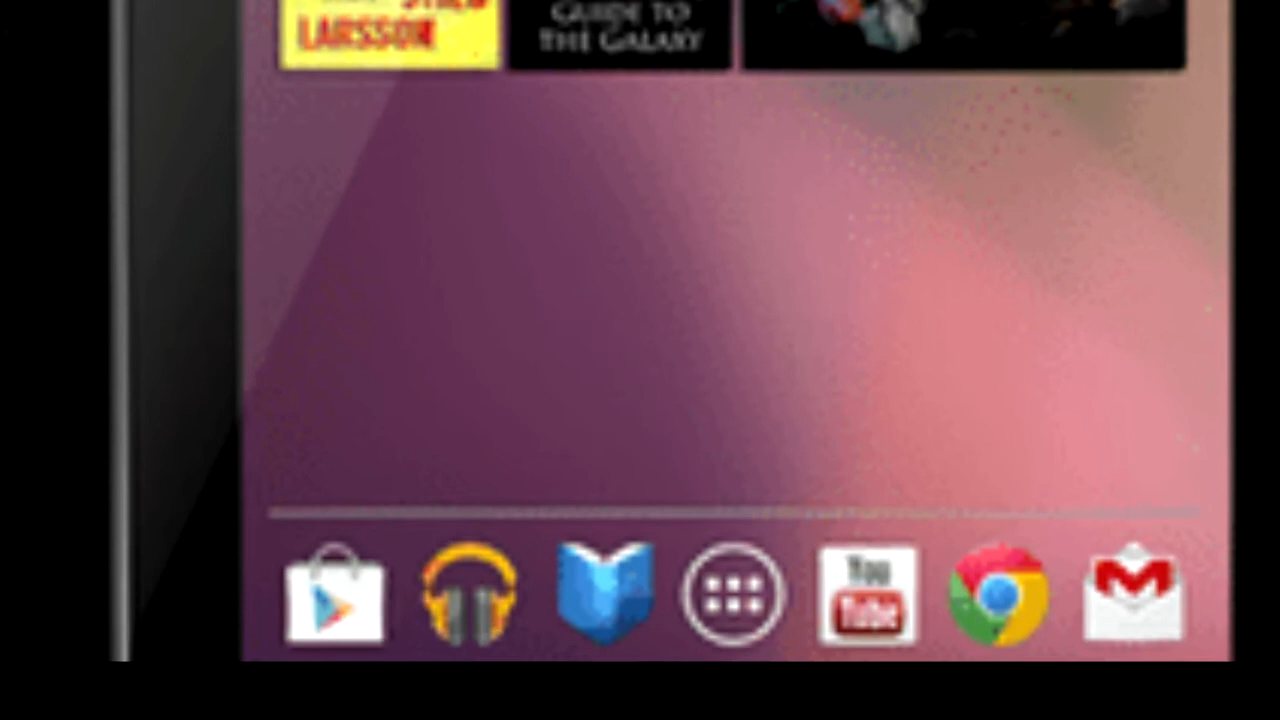 LARSSON
GUIDE TO
THE GALAXY
You
Tube